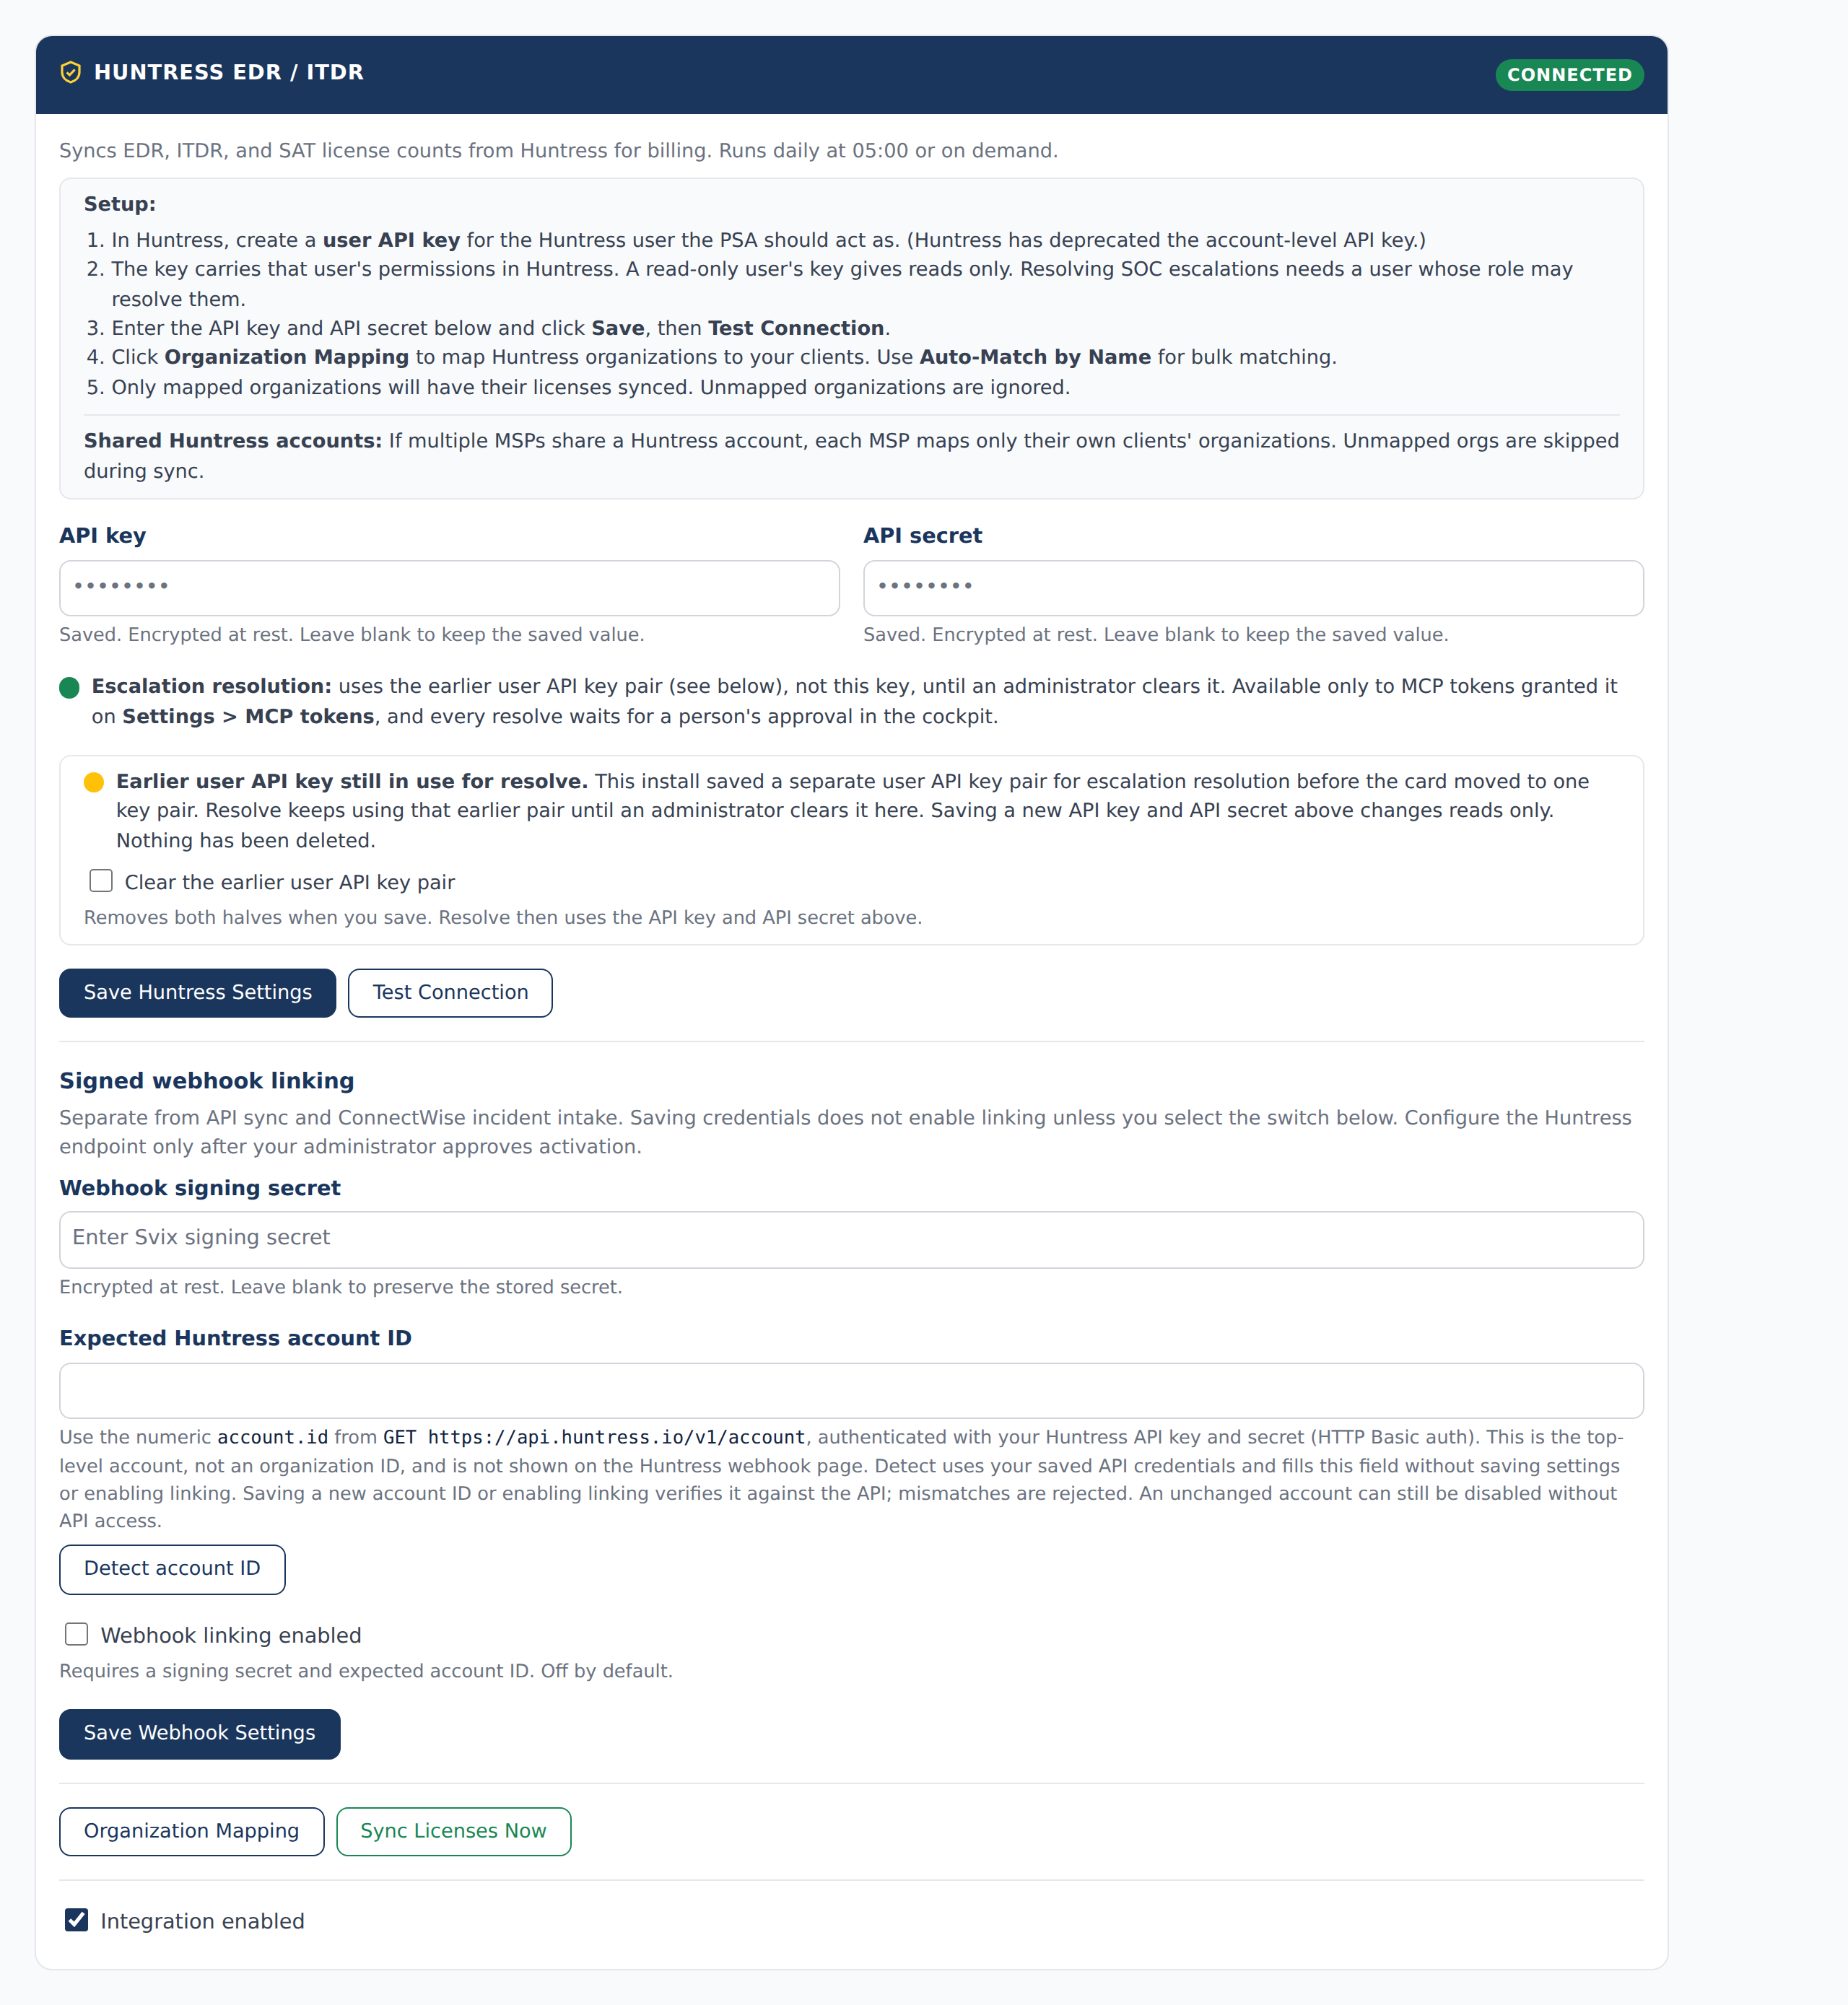 HUNTRESS EDR / ITDR
CONNECTED
Syncs EDR, ITDR, and SAT license counts from Huntress for billing. Runs daily at 05:00 or on demand.
Setup:
1. In Huntress, create a user API key for the Huntress user the PSA should act as. (Huntress has deprecated the account-level API key.)
2. The key carries that user's permissions in Huntress. A read-only user's key gives reads only. Resolving SOC escalations needs a user whose role may
resolve them.
3. Enter the API key and API secret below and click Save, then Test Connection.
4. Click Organization Mapping to map Huntress organizations to your clients. Use Auto-Match by Name for bulk matching.
5. Only mapped organizations will have their licenses synced. Unmapped organizations are ignored.
Shared Huntress accounts: If multiple MSPs share a Huntress account, each MSP maps only their own clients' organizations. Unmapped orgs are skipped
during sync.
API key
API secret
••••••••
••••••••
Saved. Encrypted at rest. Leave blank to keep the saved value.
Saved. Encrypted at rest. Leave blank to keep the saved value.
Escalation resolution: uses the earlier user API key pair (see below), not this key, until an administrator clears it. Available only to MCP tokens granted it
on Settings > MCP tokens, and every resolve waits for a person's approval in the cockpit.
Earlier user API key still in use for resolve. This install saved a separate user API key pair for escalation resolution before the card moved to one
key pair. Resolve keeps using that earlier pair until an administrator clears it here. Saving a new API key and API secret above changes reads only.
Nothing has been deleted.
Clear the earlier user API key pair
Removes both halves when you save. Resolve then uses the API key and API secret above.
Save Huntress Settings
Test Connection
Signed webhook linking
Separate from API sync and ConnectWise incident intake. Saving credentials does not enable linking unless you select the switch below. Configure the Huntress
endpoint only after your administrator approves activation.
Webhook signing secret
Enter Svix signing secret
Encrypted at rest. Leave blank to preserve the stored secret.
Expected Huntress account ID
Use the numeric account.id from GET https://api.huntress.io/v1/account, authenticated with your Huntress API key and secret (HTTP Basic auth). This is the top-
level account, not an organization ID, and is not shown on the Huntress webhook page. Detect uses your saved API credentials and fills this field without saving settings
or enabling linking. Saving a new account ID or enabling linking verifies it against the API; mismatches are rejected. An unchanged account can still be disabled without
API access.
Detect account ID
Webhook linking enabled
Requires a signing secret and expected account ID. Off by default.
Save Webhook Settings
Organization Mapping
Sync Licenses Now
Integration enabled